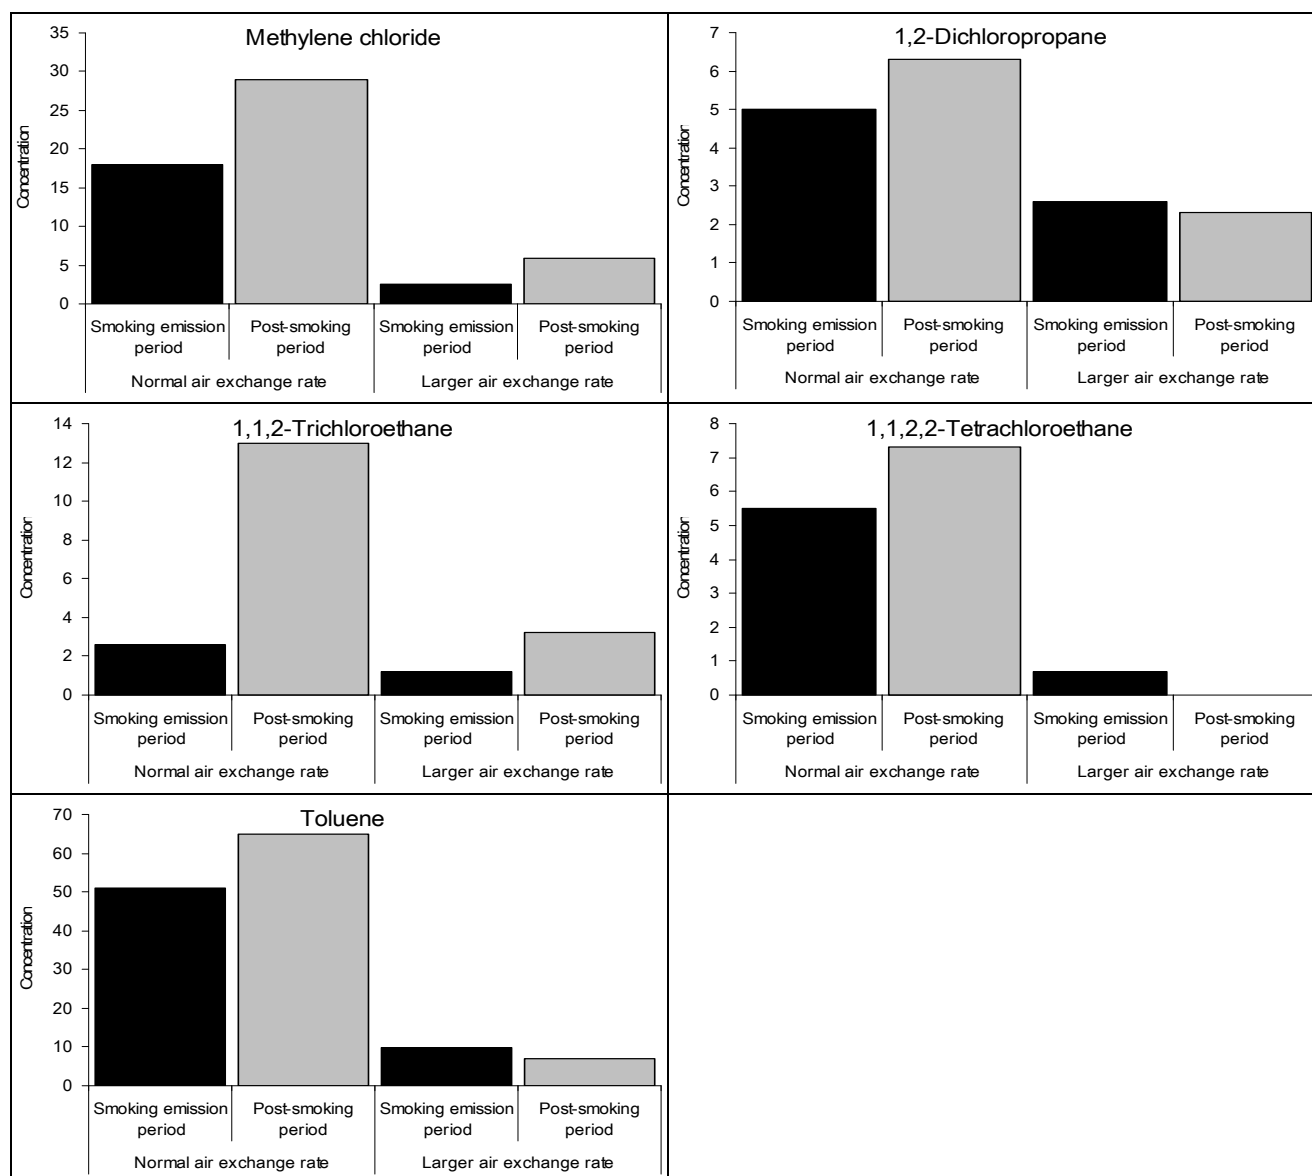 Methylene chloride
Concentration
35
30
25
20
15
10
5
0
Smoking emission Post-smoking Smoking emission Post-smoking
period period period period
Normal air exchange rate Larger air exchange rate
1,2-Dichloropropane
Concentration
7
6
5
4
3
2
1
0
Smoking emission Post-smoking Smoking emission Post-smoking
period period period period
Normal air exchange rate Larger air exchange rate
1,1,2-Trichloroethane
Concentration
14
12
10
8
6
4
2
0
Smoking emission Post-smoking Smoking emission Post-smoking
period period period period
Normal air exchange rate Larger air exchange rate
1,1,2,2-Tetrachloroethane
Concentration
8
7
6
5
4
3
2
1
0
Smoking emission Post-smoking Smoking emission Post-smoking
period period period period
Normal air exchange rate Larger air exchange rate
Toluene
Concentration
70
60
50
40
30
20
10
0
Smoking emission Post-smoking Smoking emission Post-smoking
period period period period
Normal air exchange rate Larger air exchange rate